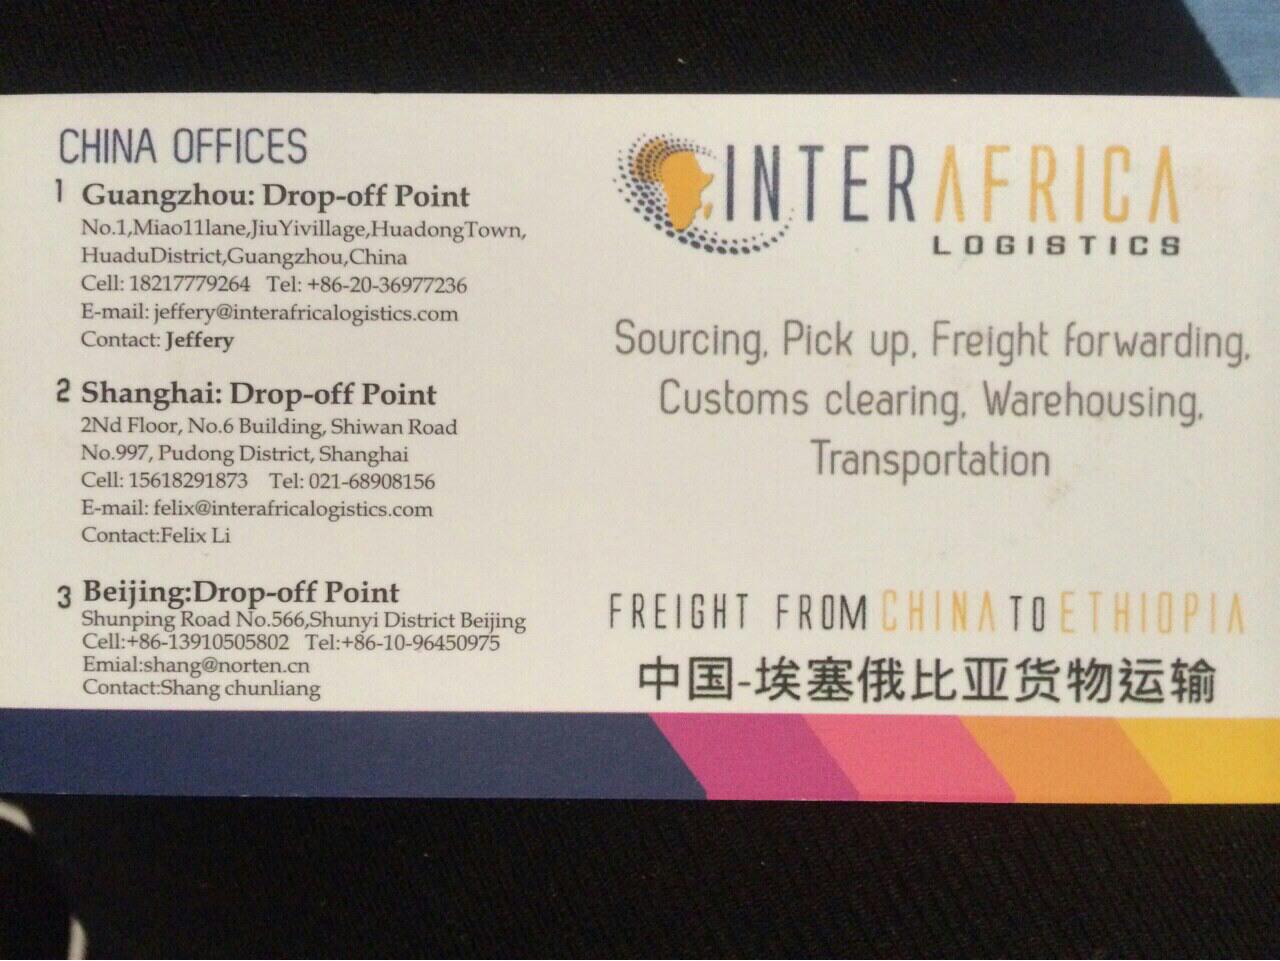 CHINA OFFICES
1 Guangzhou: Drop-off Point
No.1,Miao11lane,JiuYivillage,HuadongTown,
HuaduDistrict,Guangzhou,China
Cell: 18217779264 Tel: +86-20-36977236
E-mail: jeffery@interafricalogistics.com
Contact: Jeffery
2 Shanghai: Drop-off Point
2Nd Floor, No.6 Building, Shiwan Road
No.997, Pudong District, Shanghai
Cell: 15618291873 Tel: 021-68908156
E-mail: felix@interafricalogistics.com
Contact:Felix Li
3 Beijing:Drop-off Point
Shunping Road No.566,Shunyi District Beijing
Cell:+86-13910505802 Tel:+86-10-96450975
Emial:shang@norten.cn
Contact:Shang chunliang
INTERAFRICA
LOGISTICS
Sourcing, Pick up, Freight forwarding,
Customs clearing, Warehousing,
Transportation
FREIGHT FROM CHINA TO ETHIOPIA
中国-埃塞俄比亚货物运输